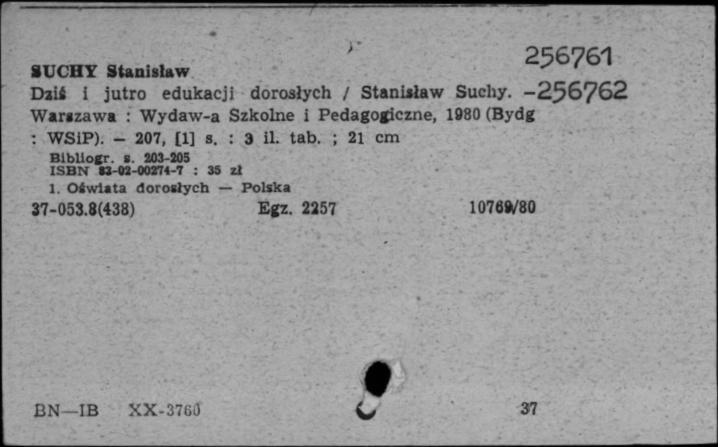 256761
SUCHY Stanisław
Dziś i jutro edukacji dorosłych / Stanisław Suchy. -256762
Warszawa : Wydaw-a Szkolne i Pedagogiczne, 1980 (Bydg
: WSiP). — 207, [1] s. : 3 il. tab. ; 21 cm
Bibliogr. s. 203-205
ISBN 83-02-00274-7 : 35 zł
1. Oświata dorosłych — Polska
37-053.8(438) Egz. 2257 10769/80
BN—IB XX-3760 37